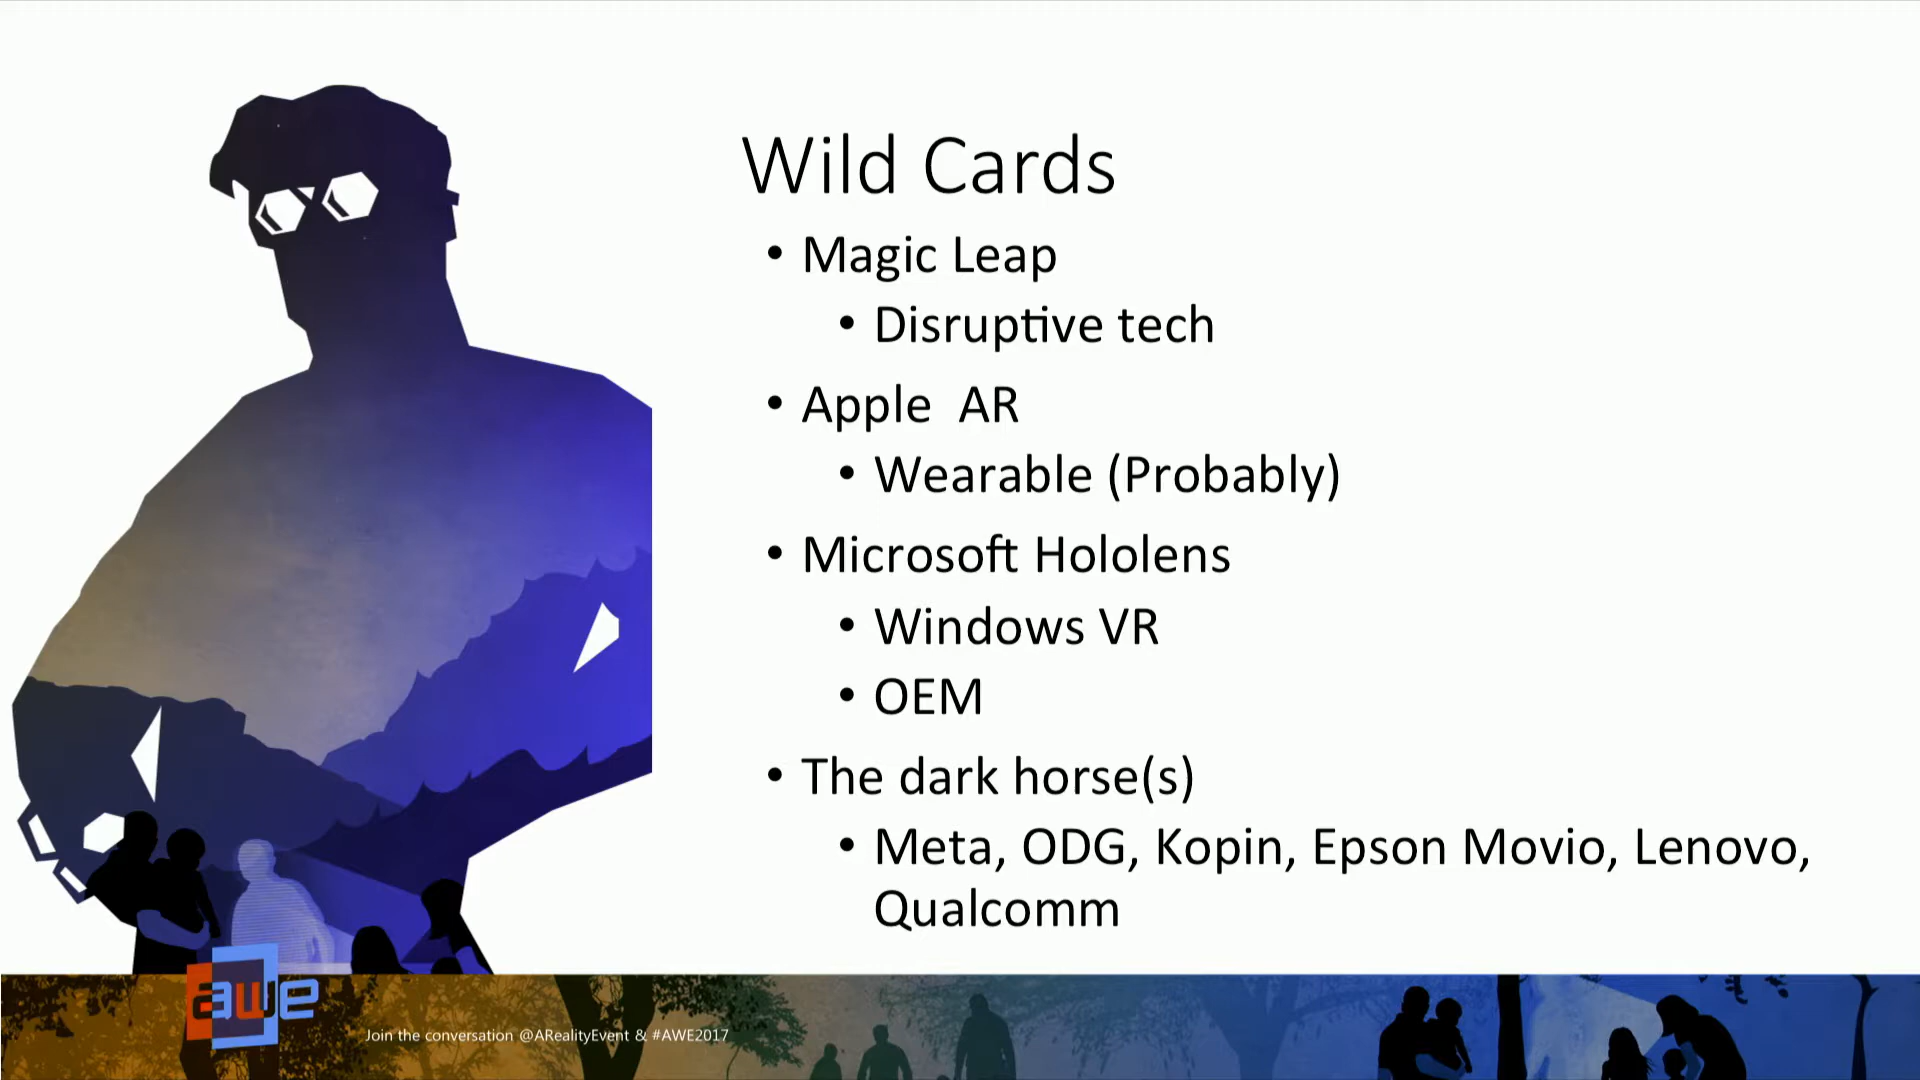 Wild Cards
• Magic Leap
• Disruptive tech
• Apple  AR
• Wearable (Probably)
• Microsoft Hololens
• Windows VR
• OEM
• The dark horse(s)
• Meta, ODG, Kopin, Epson Movio, Lenovo,
Qualcomm
awe
Join the conversation @ARealityEvent & #AWE2017